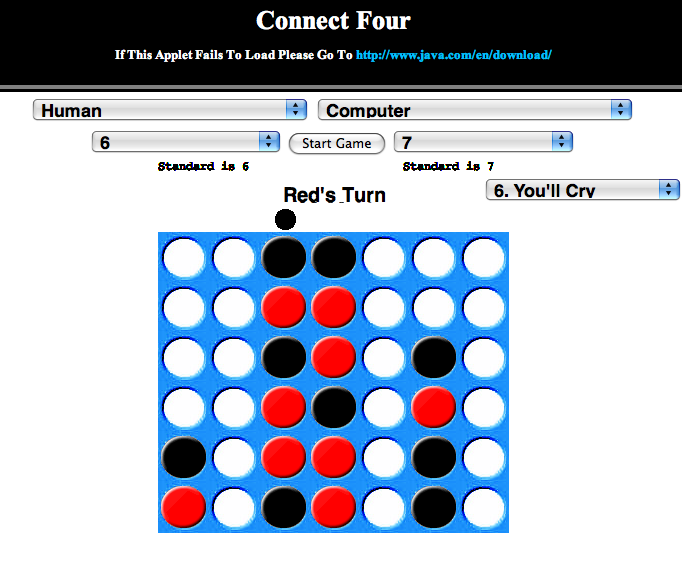 Connect Four
If This Applet Fails To Load Please Go To http://www.java.com/en/download/
Human Computer
6 Start Game 7
Standard is 6 Standard is 7
6. You'll Cry
Red's Turn